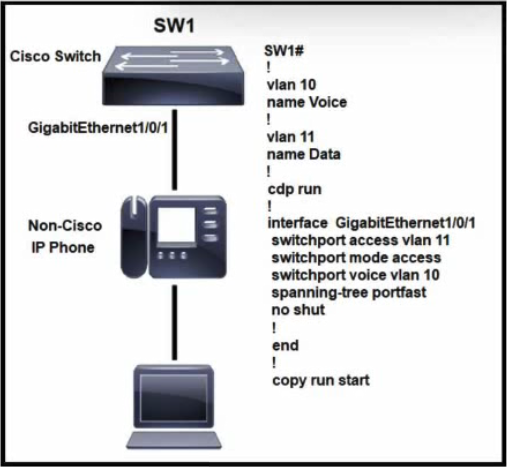 SW1
Cisco Switch
GigabitEthernet1/0/1
Non-Cisco
IP Phone
SW1#
!
vlan 10
name Voice
!
vlan 11
name Data
!
cdp run
!
interface GigabitEthernet1/0/1
switchport access vlan 11
switchport mode access
switchport voice vlan 10
spanning-tree portfast
no shut
!
end
!
copy run start